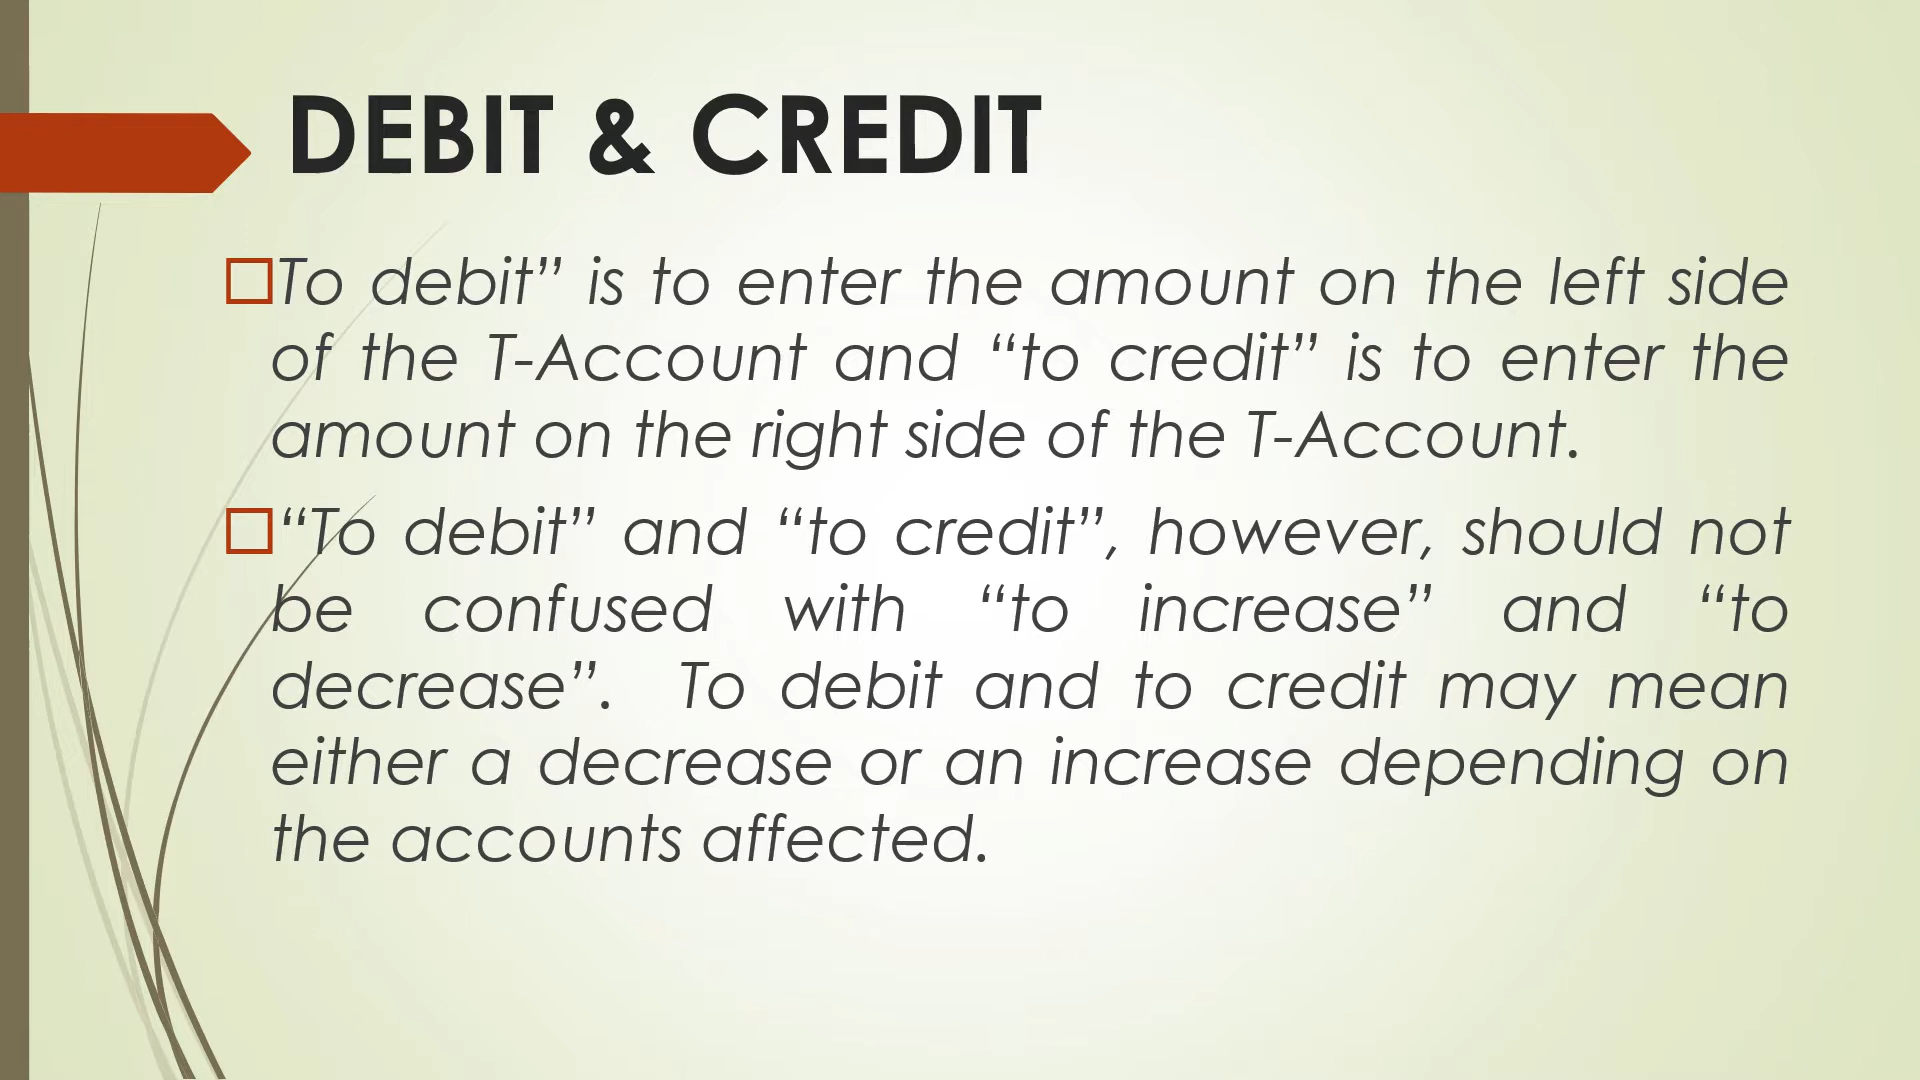 DEBIT & CREDIT
To debit” is to enter the amount on the left side
of the T-Account and “to credit” is to enter the
amount on the right side of the T-Account.
“To debit” and “to credit”, however, should not
be confused with “to increase” and “to
decrease”. To debit and to credit may mean
either a decrease or an increase depending on
the accounts affected.